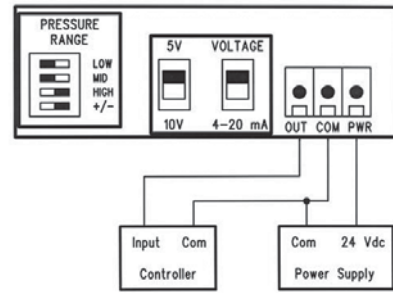 PRESSURE
RANGE
LOW
MID
HIGH
+/-
5V VOLTAGE
10V 4-20 mA
OUT COM PWR
Input Com
Controller
Com 24 Vdc
Power Supply